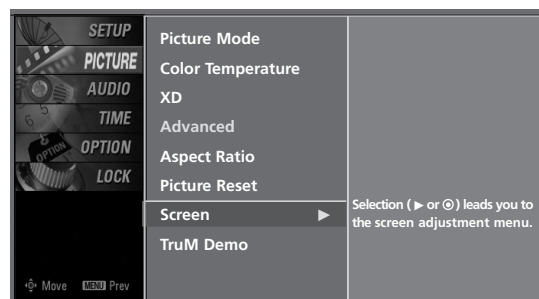 SETUP
PICTURE
AUDIO
TIME
OPTION
LOCK
Move MENU Prev
Picture Mode
Color Temperature
XD
Advanced
Aspect Ratio
Picture Reset
Screen ▶
TruM Demo
Selection ( ▶ or ⊙ ) leads you to
the screen adjustment menu.